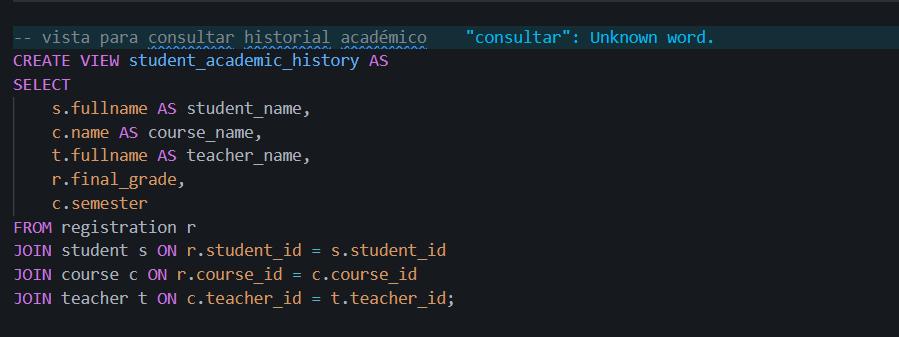 -- vista para consultar historial académico    "consultar": Unknown word.
CREATE VIEW student_academic_history AS
SELECT
    s.fullname AS student_name,
    c.name AS course_name,
    t.fullname AS teacher_name,
    r.final_grade,
    c.semester
FROM registration r
JOIN student s ON r.student_id = s.student_id
JOIN course c ON r.course_id = c.course_id
JOIN teacher t ON c.teacher_id = t.teacher_id;